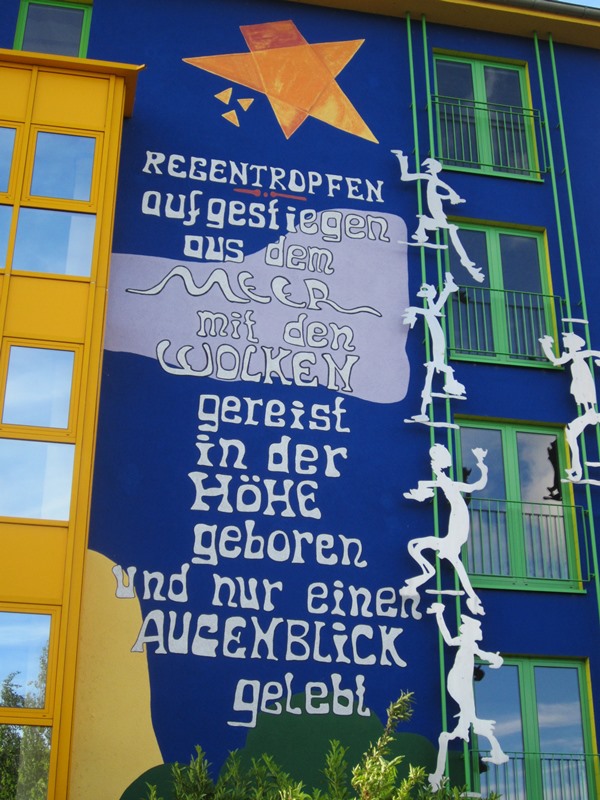 REGENTROPFEN
aufgestiegen
aus dem
MEER
mit den
WOLKEN
gereist
in der
HÖHE
geboren
und nur einen
AUGENBLiCK
gelebt